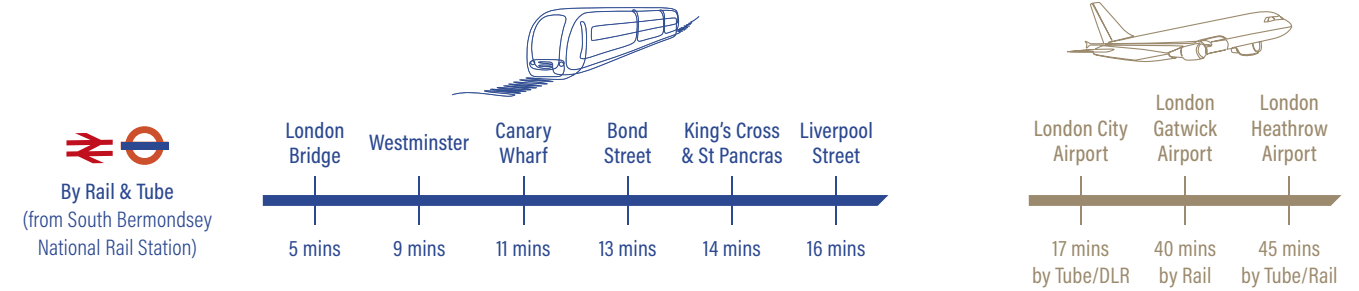 By Rail & Tube
(from South Bermondsey
National Rail Station)
London
Bridge
5 mins
Westminster
9 mins
Canary
Wharf
11 mins
Bond
Street
13 mins
King's Cross
& St Pancras
14 mins
Liverpool
Street
16 mins
London City
Airport
17 mins
by Tube/DLR
London
Gatwick
Airport
40 mins
by Rail
London
Heathrow
Airport
45 mins
by Tube/Rail